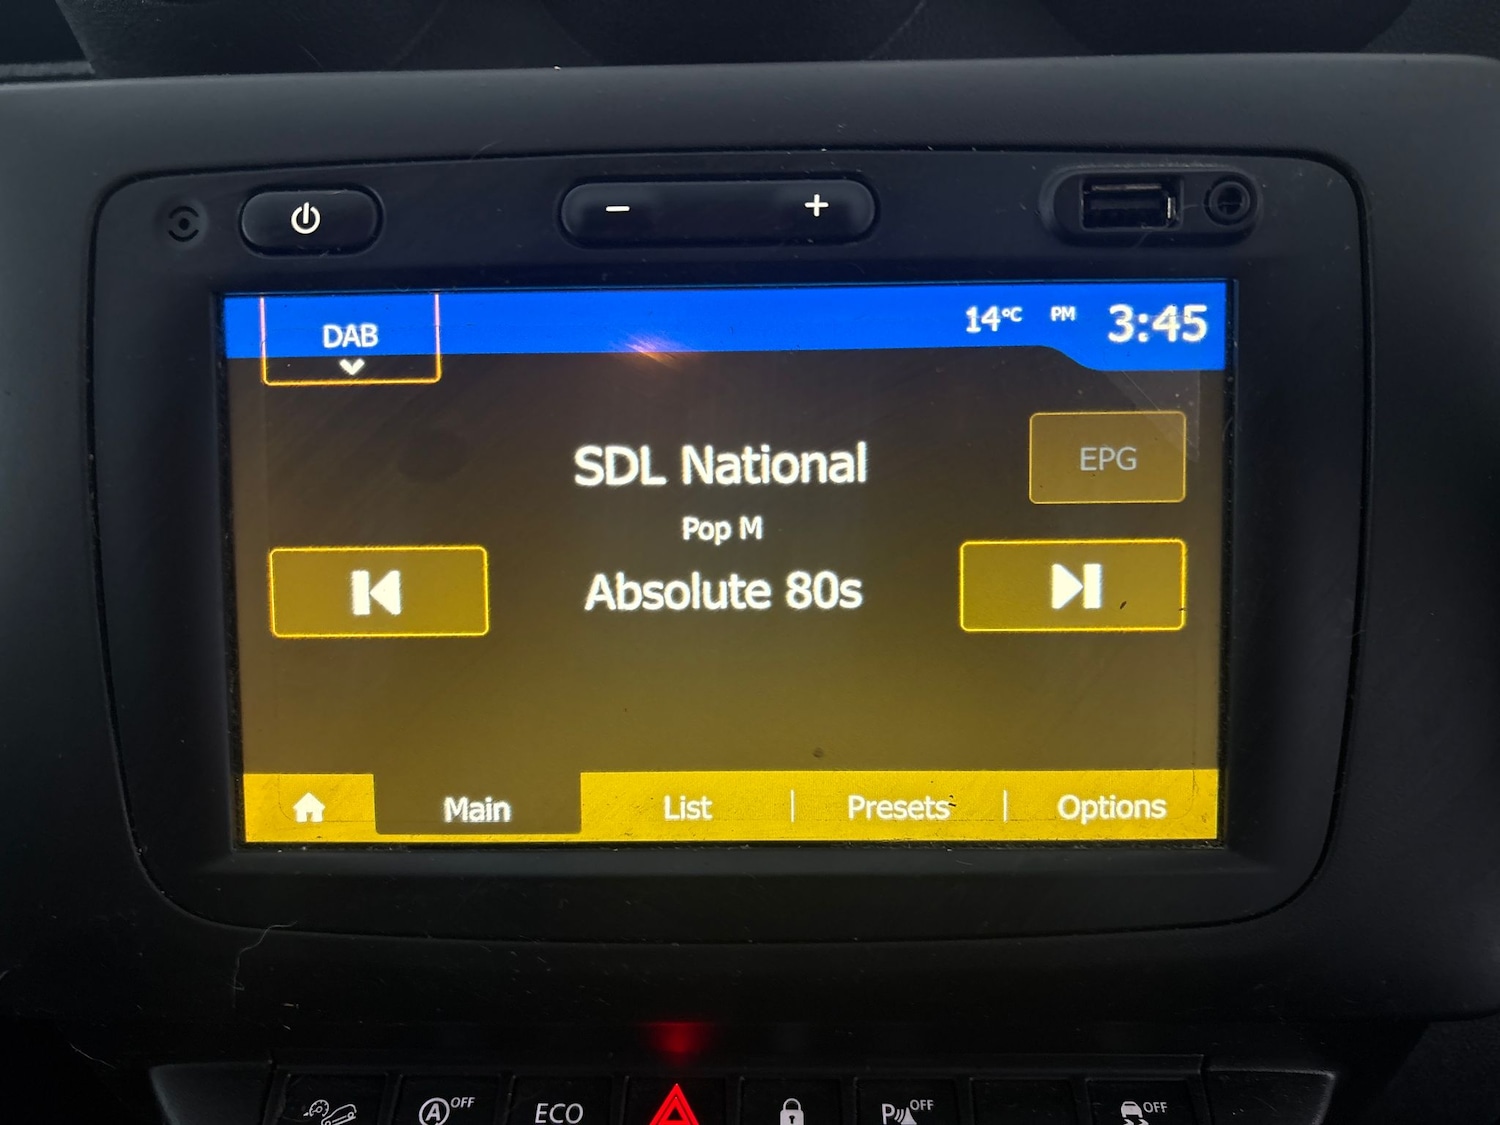 DAB
14°C PM 3:45
SDL National
EPG
Pop M
Absolute 80s
Main List Presets Options
A OFF ECO P OFF OFF